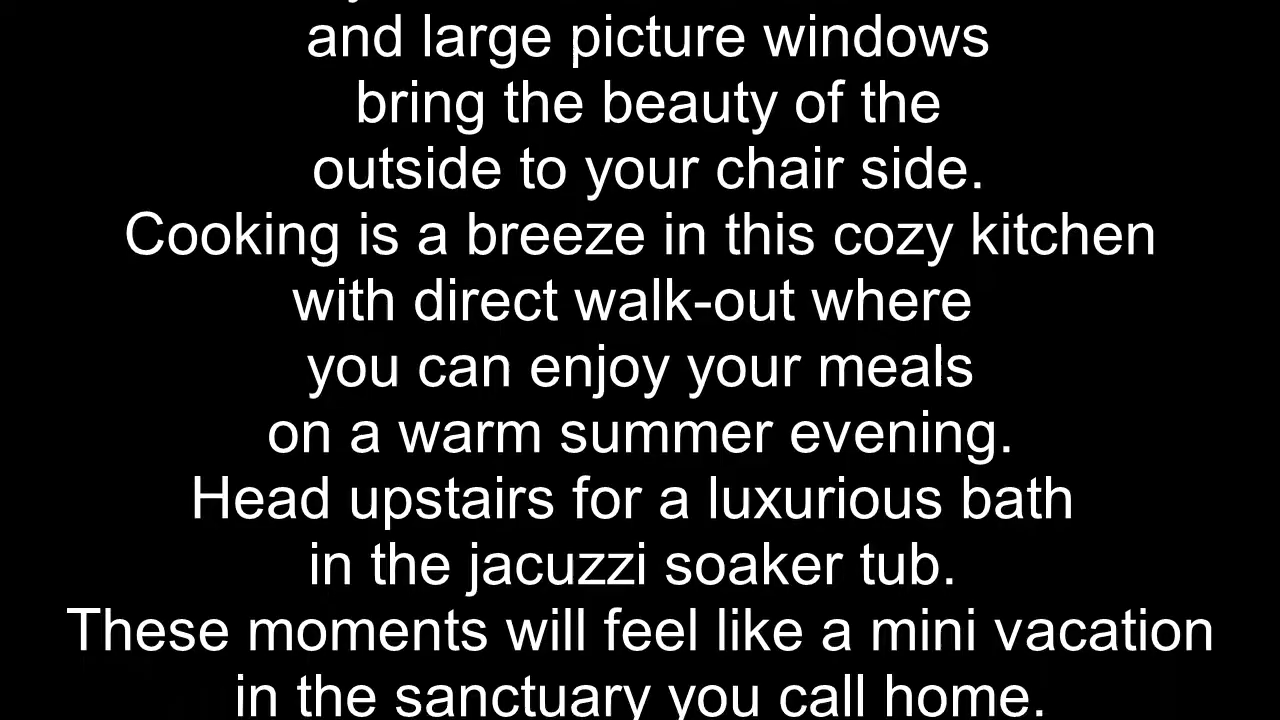 and large picture windows
bring the beauty of the
outside to your chair side.
Cooking is a breeze in this cozy kitchen
with direct walk-out where
you can enjoy your meals
on a warm summer evening.
Head upstairs for a luxurious bath
in the jacuzzi soaker tub.
These moments will feel like a mini vacation
in the sanctuary you call home.